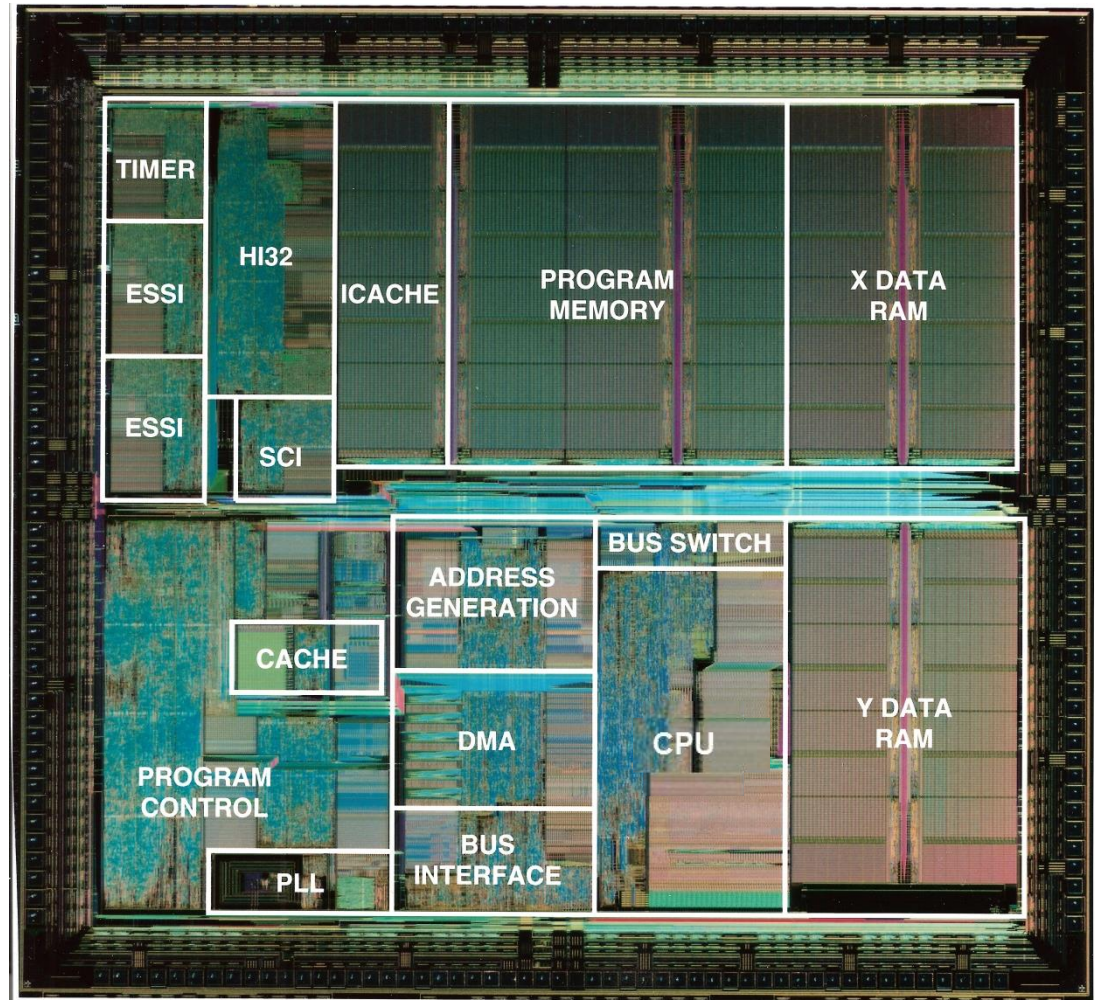 TIMER
ESSI
ESSI
HI32
SCI
ICACHE
PROGRAM
MEMORY
X DATA
RAM
PROGRAM
CONTROL
CACHE
PLL
ADDRESS
GENERATION
DMA
BUS
INTERFACE
BUS SWITCH
CPU
Y DATA
RAM